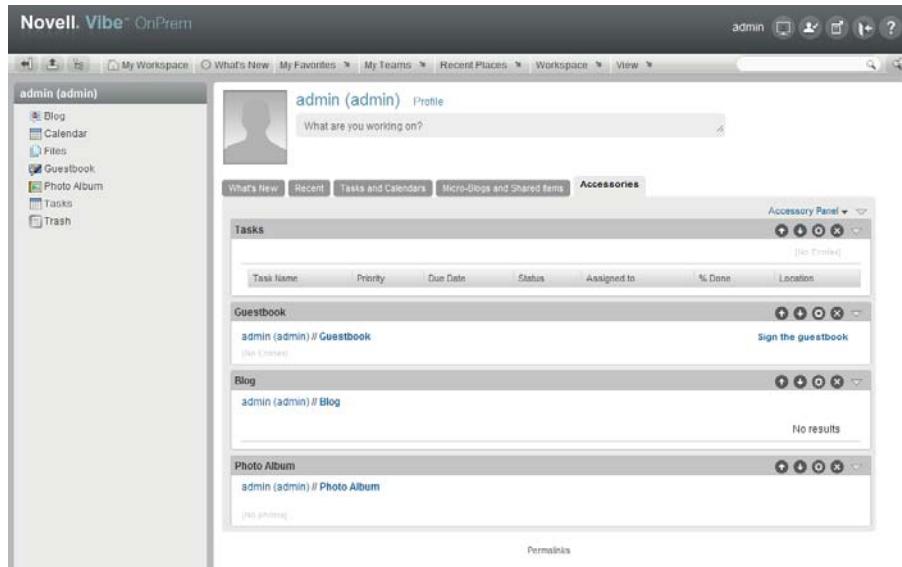 Novell. Vibe™ OnPrem
admin
?
My Workspace What's New My Favorites My Teams Recent Places Workspace View
admin (admin)
Blog
Calendar
Files
Guestbook
Photo Album
Tasks
Trash
admin (admin) Profile
What are you working on?
What's New Recent Tasks and Calendars Micro-Blogs and Shared Items Accessories
Accessory Panel
Tasks
[No Entries]
Task Name Priority Due Date Status Assigned to % Done Location
Guestbook
admin (admin) // Guestbook Sign the guestbook
[No Entries]
Blog
admin (admin) // Blog
No results
Photo Album
admin (admin) // Photo Album
[No photos]
Permalinks